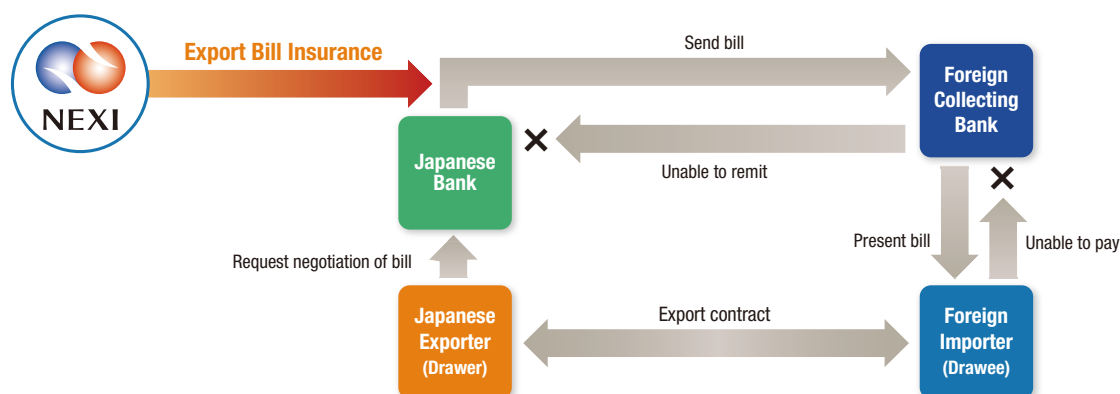 Export Bill Insurance
NEXI
Send bill
Foreign
Collecting
Bank
Japanese
Bank
Unable to remit
Present bill
Unable to pay
Request negotiation of bill
Japanese
Exporter
(Drawer)
Export contract
Foreign
Importer
(Drawee)